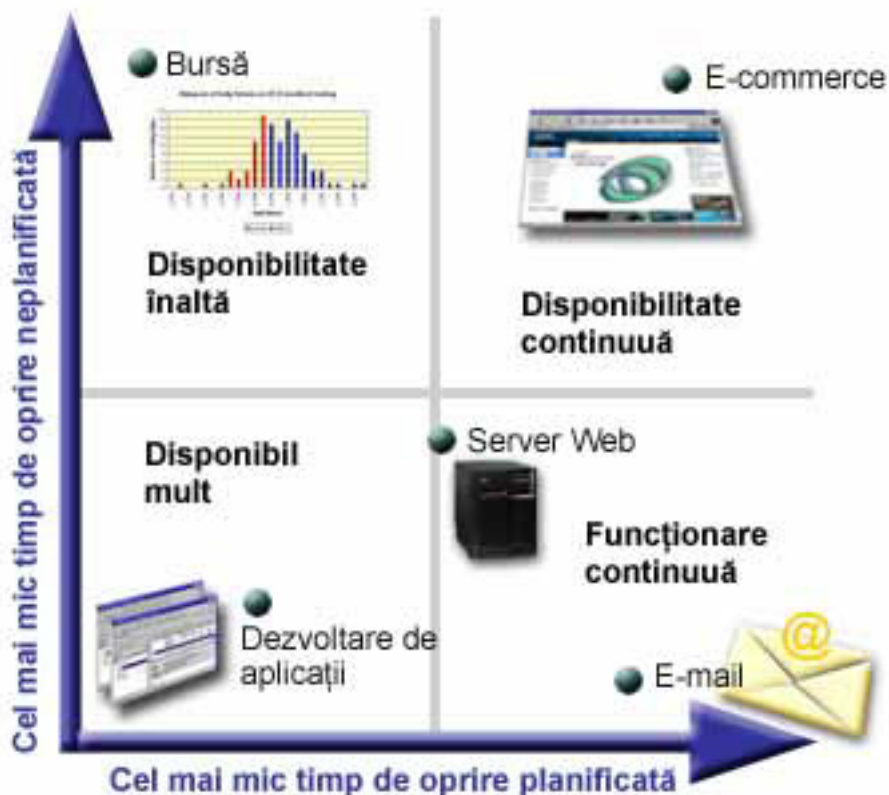 Bursă
E-commerce
Disponibilitate
înaltă
Disponibilitate
continuuă
Cel mai mic timp de oprire neplanificată
Disponibil
mult
Server Web
Funcționare
continuuă
Dezvoltare de
aplicații
@
E-mail
Cel mai mic timp de oprire planificată